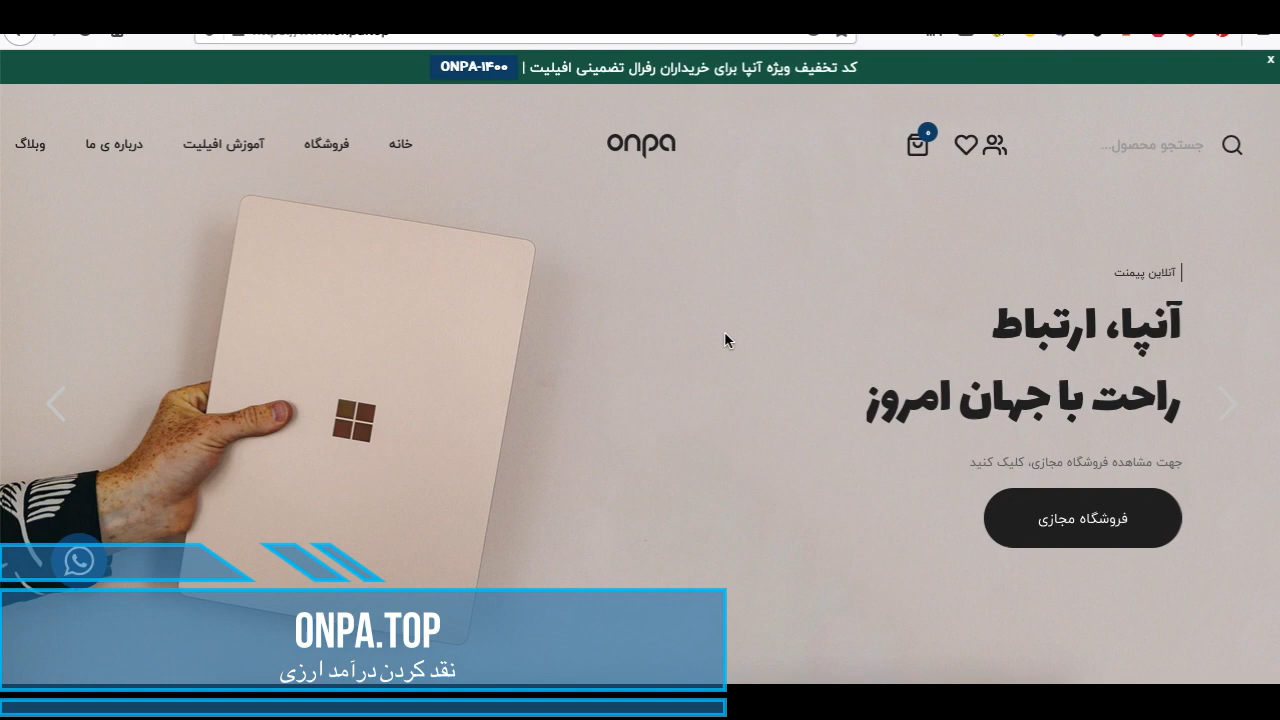 کد تخفیف ویژه آنپا برای خریداران رفرال تضمینی افیلیت | ONPA-۱۴۰۰
x
جستجو محصول...
۰
onpa
خانه
فروشگاه
آموزش افیلیت
درباره ی ما
وبلاگ
آنلاین پیمنت
آنپا، ارتباط
راحت با جهان امروز
جهت مشاهده فروشگاه مجازی، کلیک کنید
فروشگاه مجازی
ONPA.TOP
نقد کردن درآمد ارزی